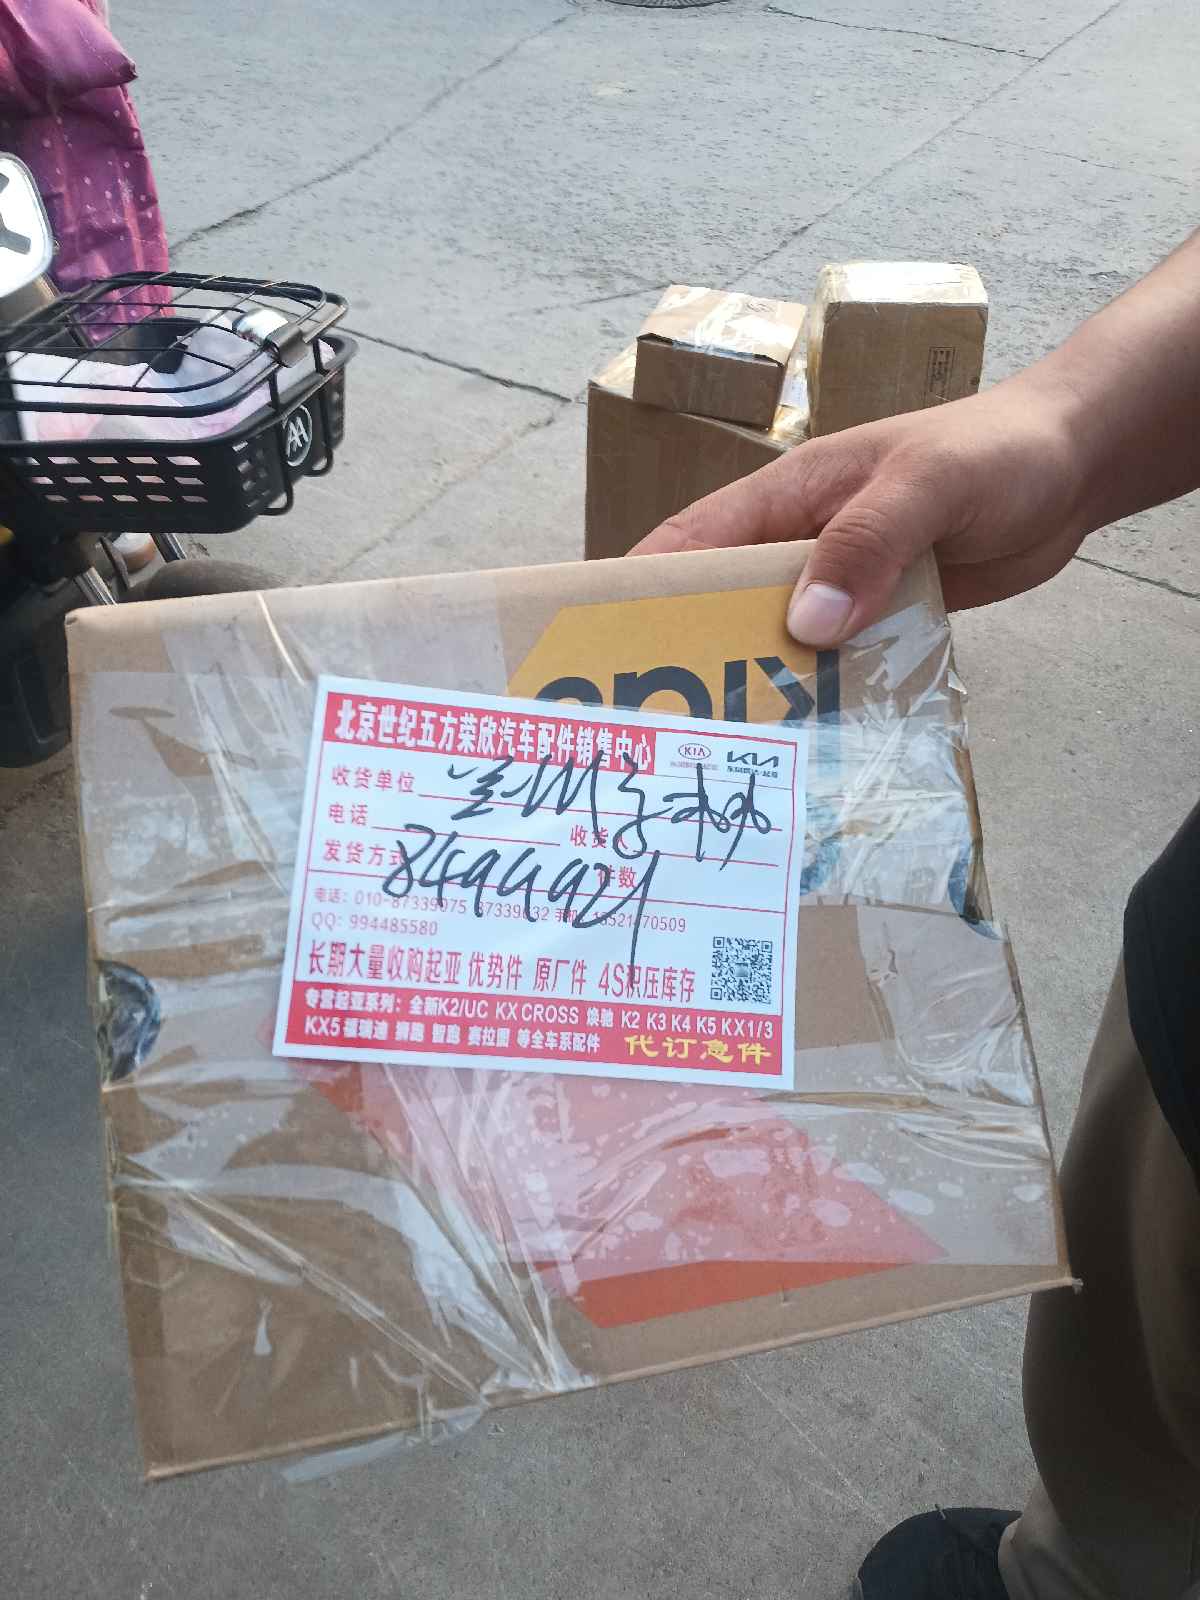 北京世纪五方荣欣汽车配件销售中心
KIA
收货单位
电话
收货人
发货方式
件数
电话：010-87339075 87339632 手机：13521470509
QQ：994485580
长期大量收购起亚 优势件 原厂件 4S积压库存
专营起亚系列：全新K2/UC KX CROSS 焕驰 K2 K3 K4 K5 KX1/3
KX5 福瑞迪 狮跑 智跑 赛拉图 等全车系配件
代订急件